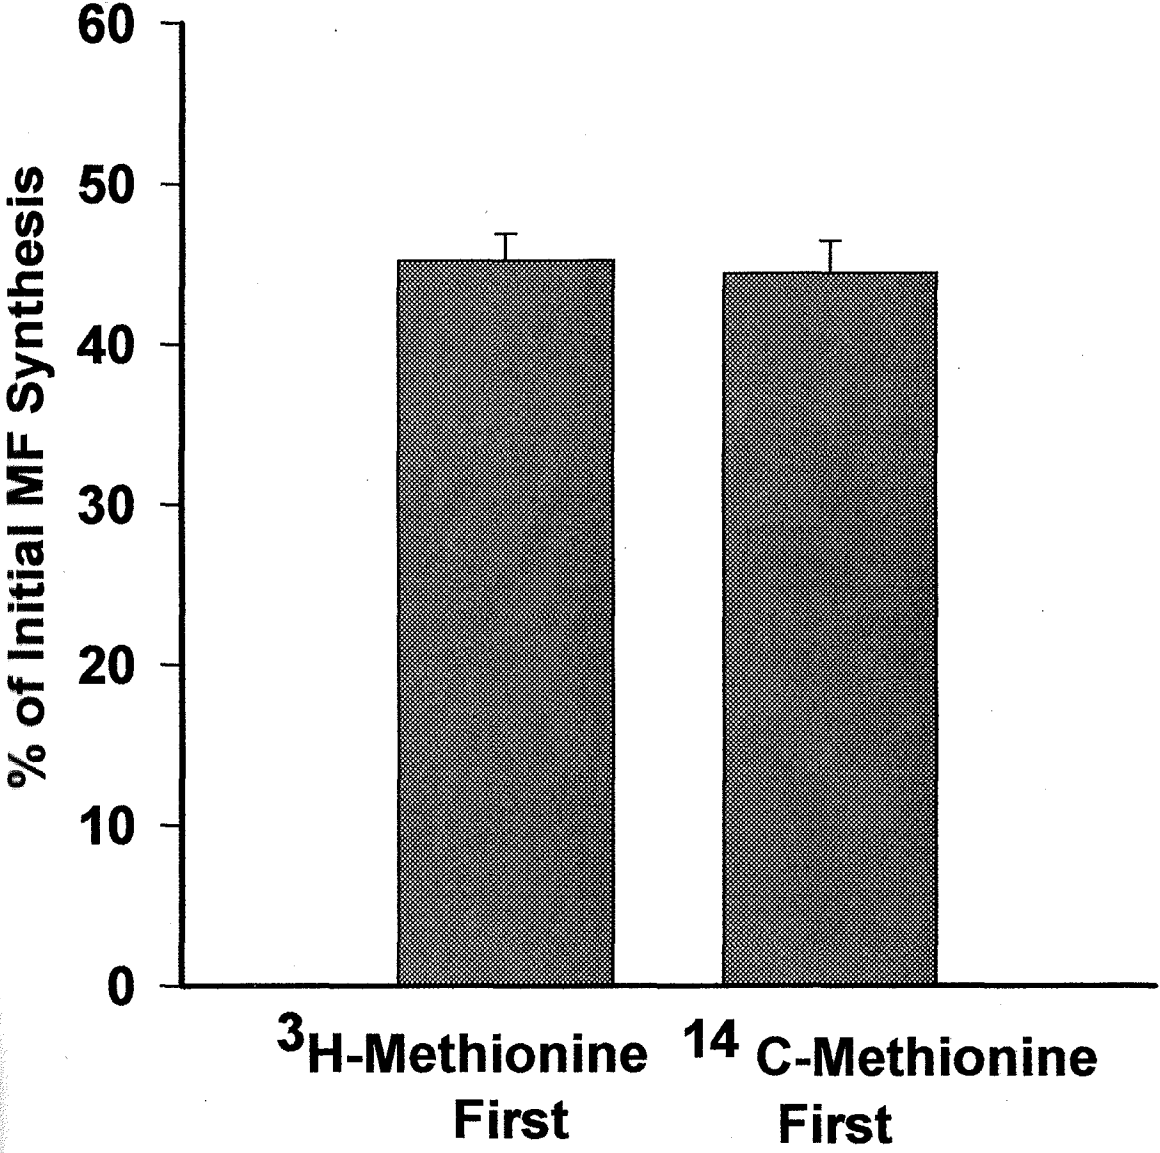 % of Initial MF Synthesis
60
50
40
30
20
10
0
³H-Methionine
First
¹⁴ C-Methionine
First